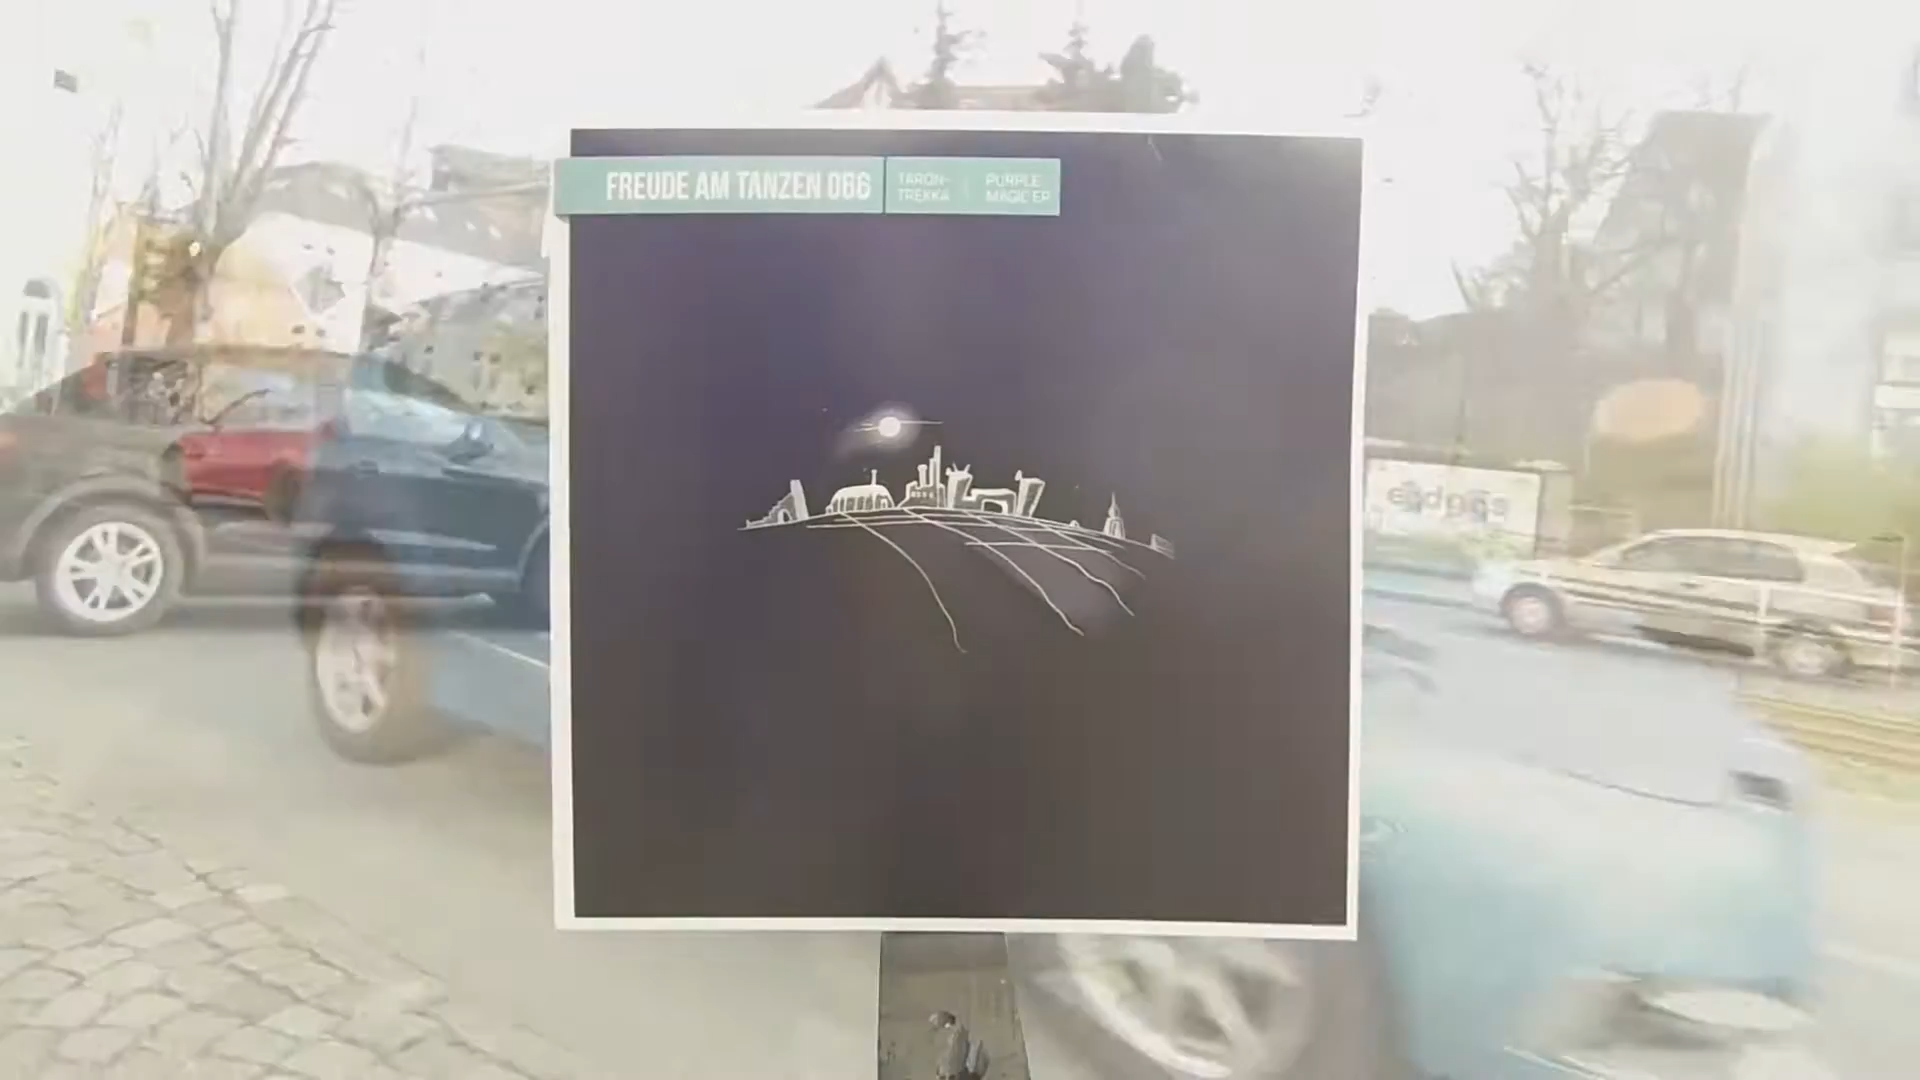 FREUDE AM TANZEN 066
TARON-
TREKKA
PURPLE
MAGIC EP